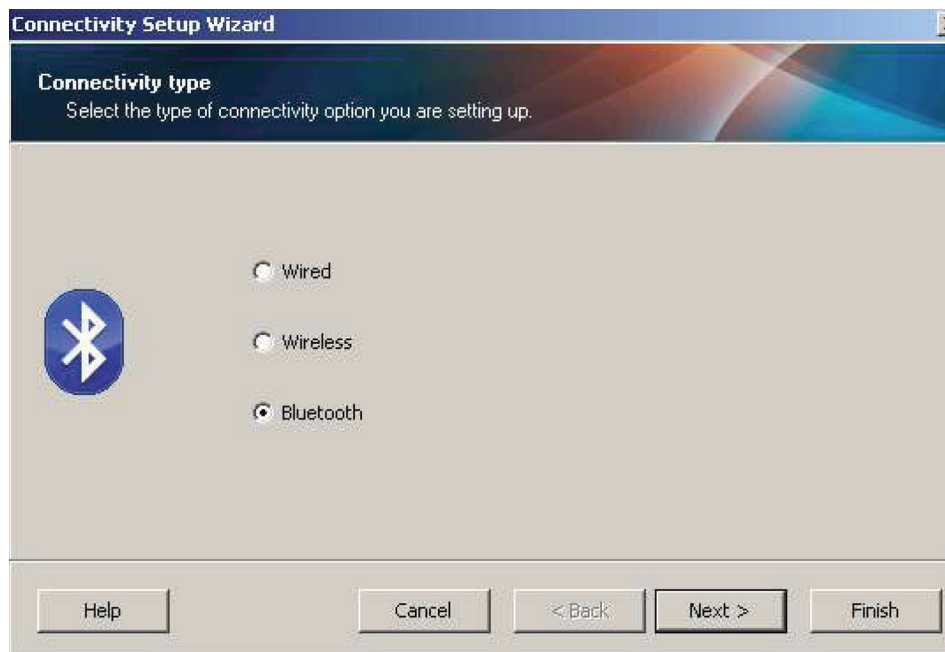 Connectivity Setup Wizard
Connectivity type
Select the type of connectivity option you are setting up.
Wired
Wireless
Bluetooth
Help
Cancel
< Back
Next >
Finish